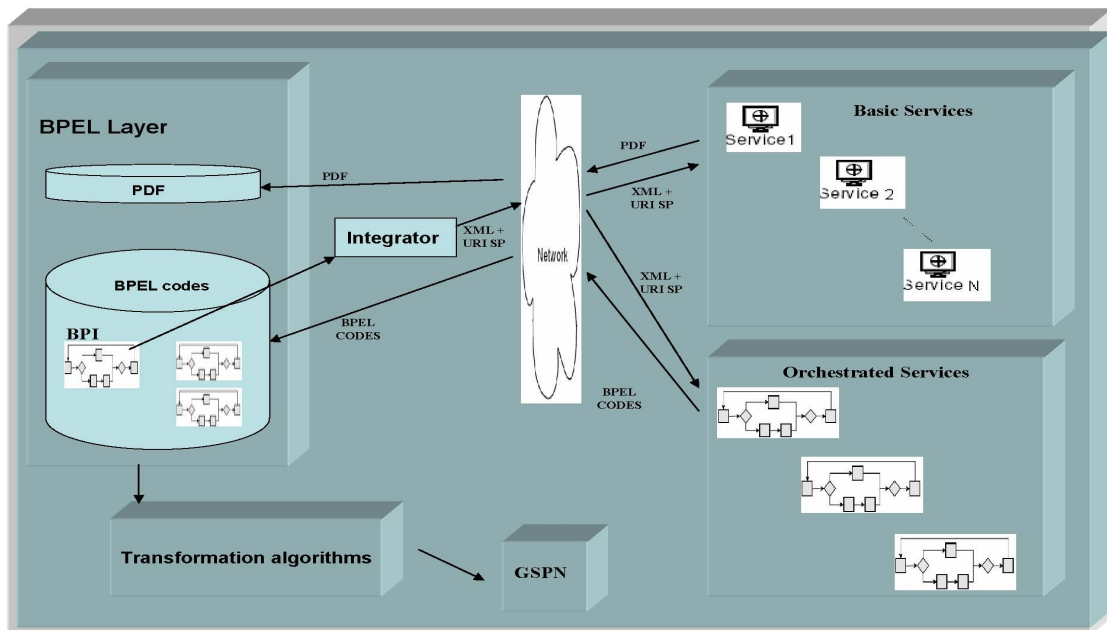 BPEL Layer
PDF
PDF
Integrator
XML +
URI SP
BPEL codes
BPI
BPEL
CODES
Network
PDF
XML +
URI SP
XML +
URI SP
BPEL
CODES
Basic Services
Service1
Service 2
Service N
Orchestrated Services
Transformation algorithms
GSPN